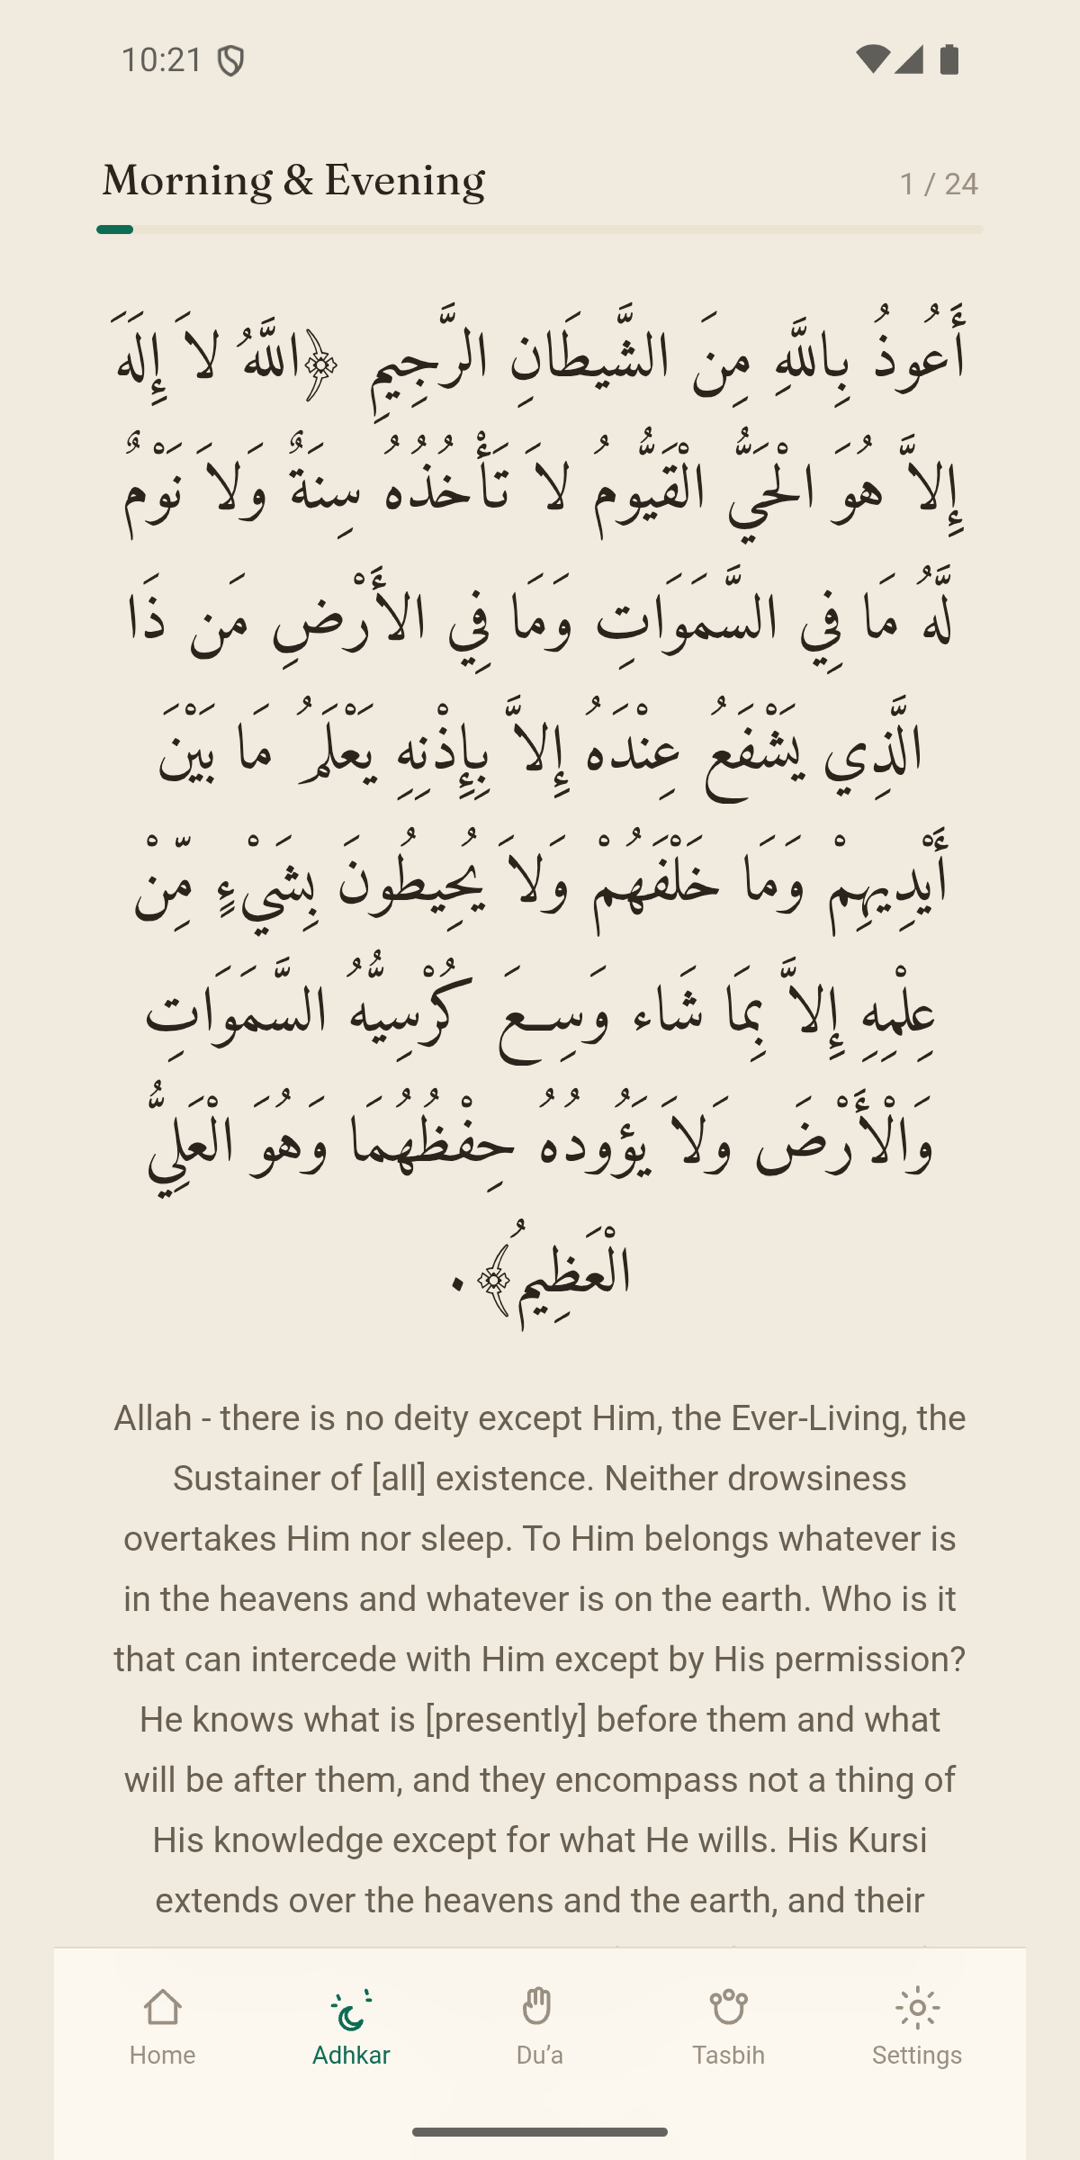 10:21
Morning & Evening
1 / 24
أَعُوذُ بِاللَّهِ مِنَ الشَّيطَانِ الرَّجِيمِ ﴿اللَّهُ لاَ إِلَهَ
إِلاَّ هُوَ الْحَيُّ الْقَيُّومُ لاَ تَأْخُذُهُ سِنَةٌ وَلاَ نَوْمٌ
لَّهُ مَا فِي السَّمَوَاتِ وَمَا فِي الأَرْضِ مَن ذَا
الَّذِي يَشْفَعُ عِنْدَهُ إِلاَّ بِإِذْنِهِ يَعْلَمُ مَا بَيْنَ
أَيْدِيهِمْ وَمَا خَلْفَهُمْ وَلاَ يُحِيطُونَ بِشَيْءٍ مِّنْ
عِلْمِهِ إِلاَّ بِمَا شَاء وَسِعَ كُرْسِيُّهُ السَّمَوَاتِ
وَالْأَرْضَ وَلاَ يَؤُودُهُ حِفْظُهُمَا وَهُوَ الْعَلِيُّ
الْعَظِيمُ﴾.
Allah - there is no deity except Him, the Ever-Living, the
Sustainer of [all] existence. Neither drowsiness
overtakes Him nor sleep. To Him belongs whatever is
in the heavens and whatever is on the earth. Who is it
that can intercede with Him except by His permission?
He knows what is [presently] before them and what
will be after them, and they encompass not a thing of
His knowledge except for what He wills. His Kursi
extends over the heavens and the earth, and their
Home
Adhkar
Du’a
Tasbih
Settings